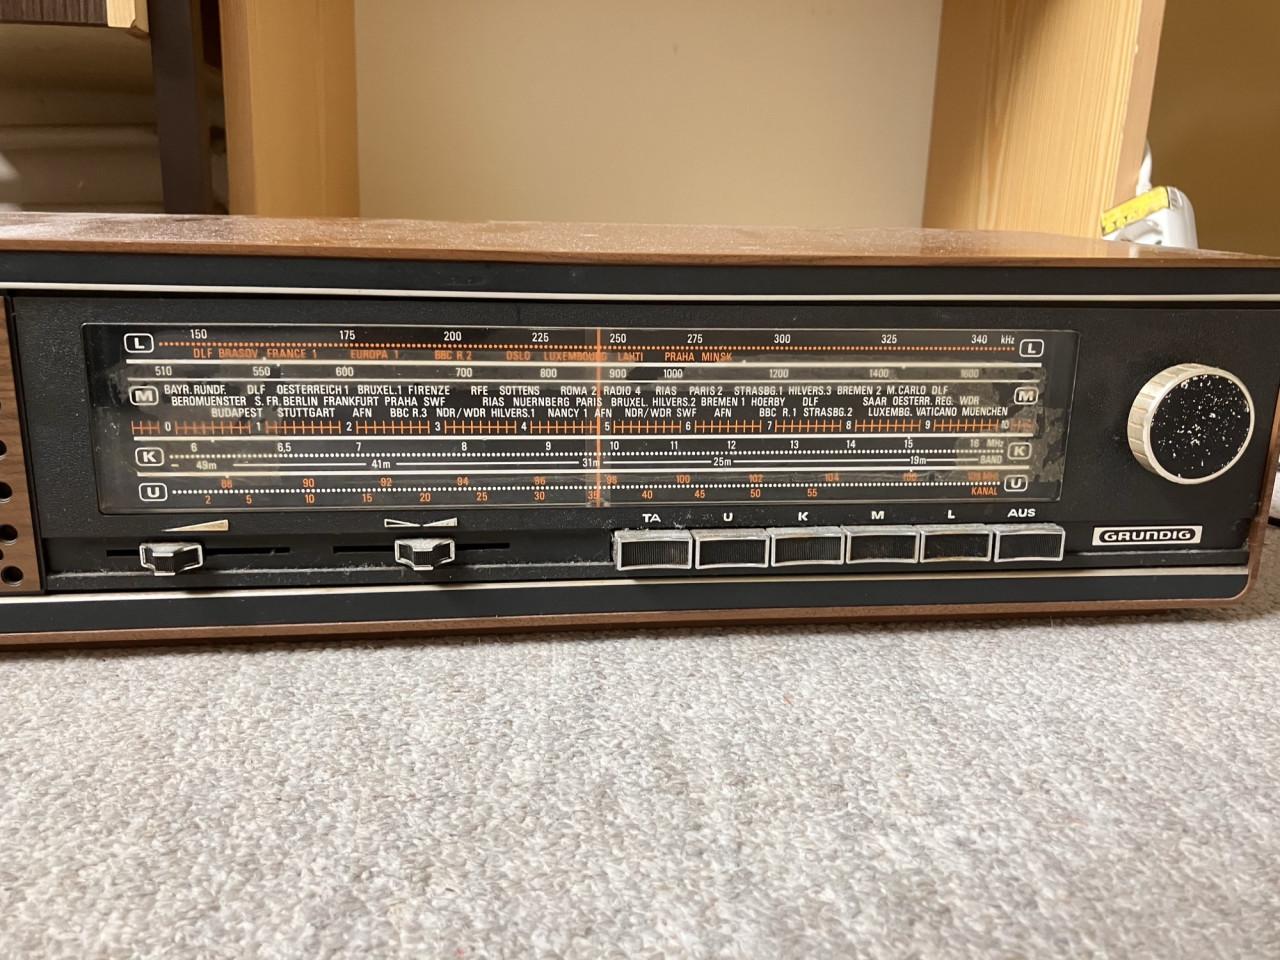 L 150 175 200 225 250 275 300 325 340 kHz L
DLF BRASOV FRANCE 1 EUROPA 1 BBC R.2 OSLO LUXEMBOURG LAHTI PRAHA MINSK
510 550 600 700 800 900 1000 1200 1400 1600
M BAYR.RUNDF. DLF OESTERREICH 1 BRUXEL.1 FIRENZE RFE SOTTENS ROMA 2 RADIO 4 RIAS PARIS 2 STRASBG.1 HILVERS.3 BREMEN 2 M.CARLO DLF M
BEROMUENSTER S.FR.BERLIN FRANKFURT PRAHA SWF RIAS NUERNBERG PARIS BRUXEL. HILVERS.2 BREMEN 1 HOERBY DLF SAAR OESTERR. REG. WDR
BUDAPEST STUTTGART AFN BBC R.3 NDR/WDR HILVERS.1 NANCY 1 AFN NDR/WDR SWF AFN BBC R.1 STRASBG.2 LUXEMBG. VATICANO MUENCHEN
0 1 2 3 4 5 6 7 8 9 10
K 6 6,5 7 8 9 10 11 12 13 14 15 16 MHz K
49m 41m 31m 25m 19m BAND
U 88 90 92 94 96 98 100 102 104 106 108 MHz U
2 5 10 15 20 25 30 35 40 45 50 55 KANAL
TA U K M L AUS
GRUNDIG